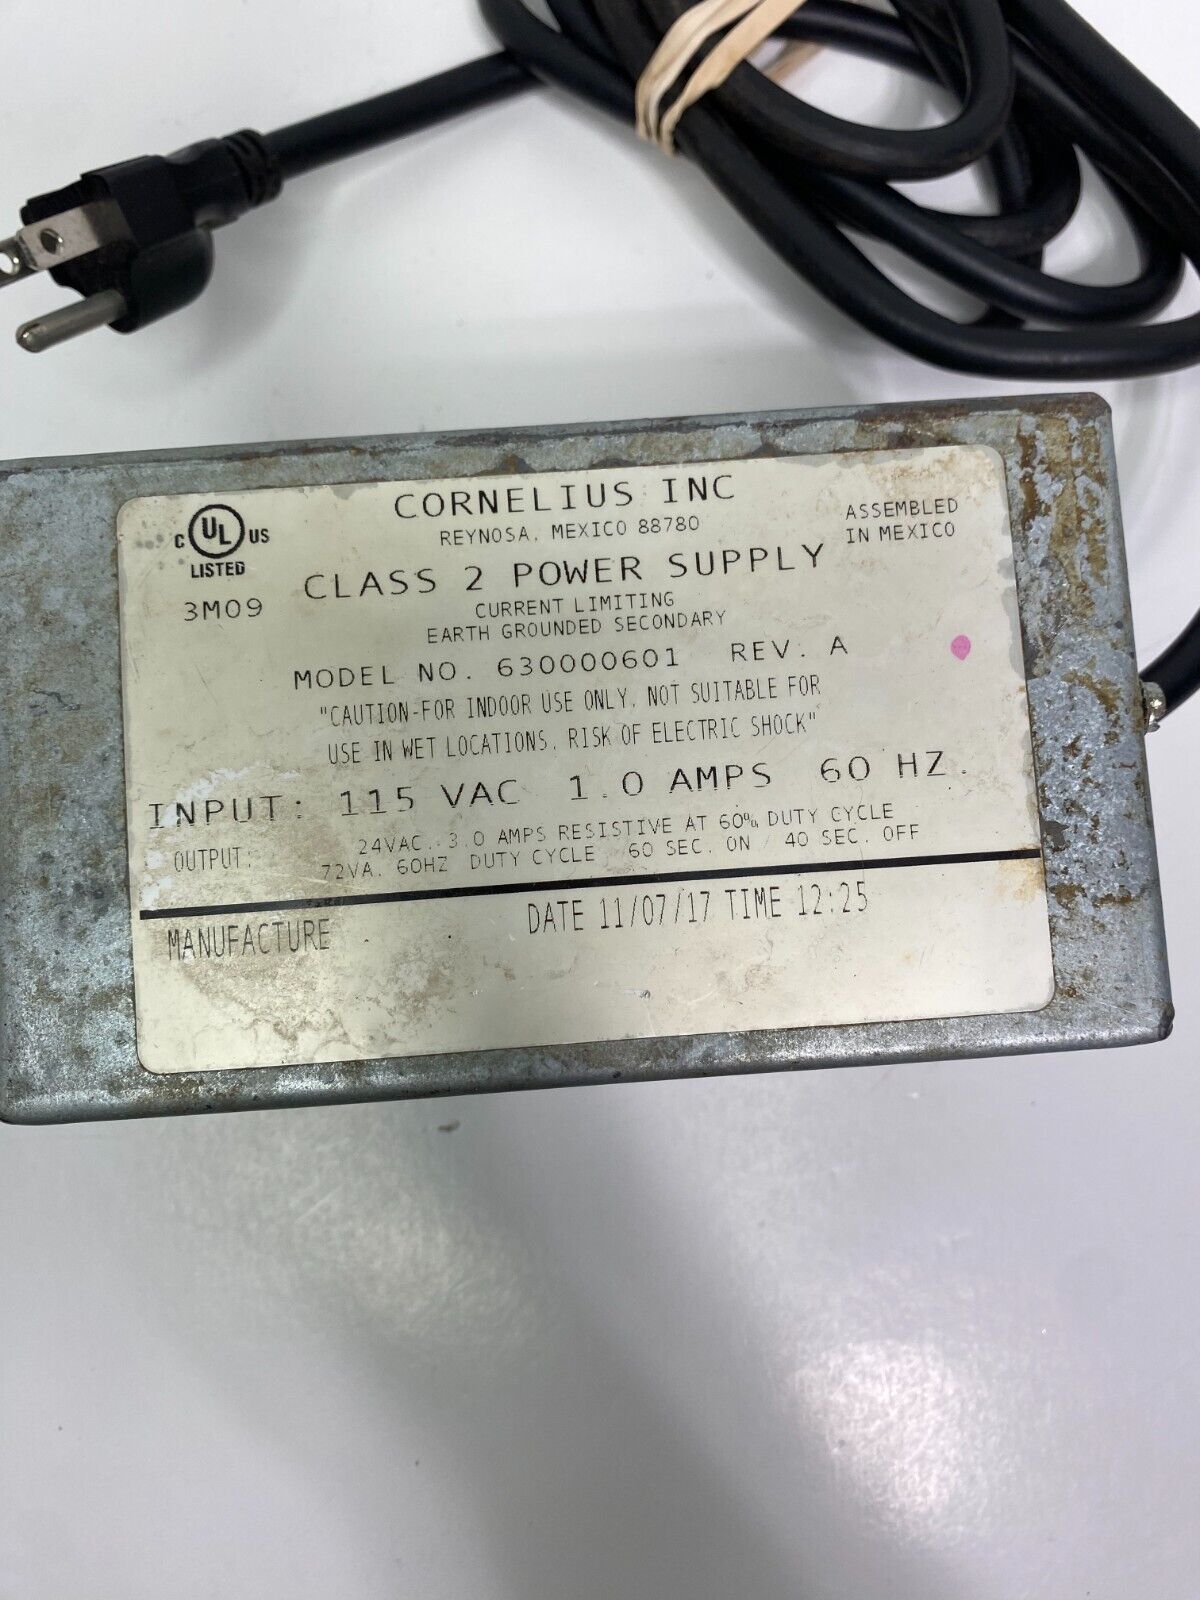 CORNELIUS INC
REYNOSA, MEXICO 88780
ASSEMBLED
IN MEXICO
C UL US
LISTED
3M09
CLASS 2 POWER SUPPLY
CURRENT LIMITING
EARTH GROUNDED SECONDARY
MODEL NO. 630000601 REV. A
"CAUTION-FOR INDOOR USE ONLY, NOT SUITABLE FOR
USE IN WET LOCATIONS, RISK OF ELECTRIC SHOCK"
INPUT: 115 VAC 1.0 AMPS 60 HZ.
OUTPUT: 24VAC, 3.0 AMPS RESISTIVE AT 60% DUTY CYCLE
72VA, 60HZ DUTY CYCLE 60 SEC. ON / 40 SEC. OFF
MANUFACTURE DATE 11/07/17 TIME 12:25